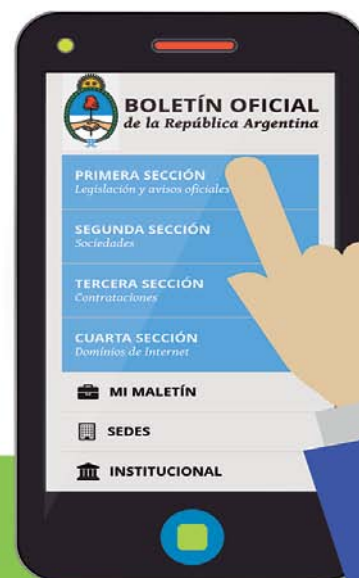 BOLETÍN OFICIAL
de la República Argentina
PRIMERA SECCIÓN
Legislación y avisos oficiales
SEGUNDA SECCIÓN
Sociedades
TERCERA SECCIÓN
Contrataciones
CUARTA SECCIÓN
Dominios de Internet
MI MALETÍN
SEDES
INSTITUCIONAL